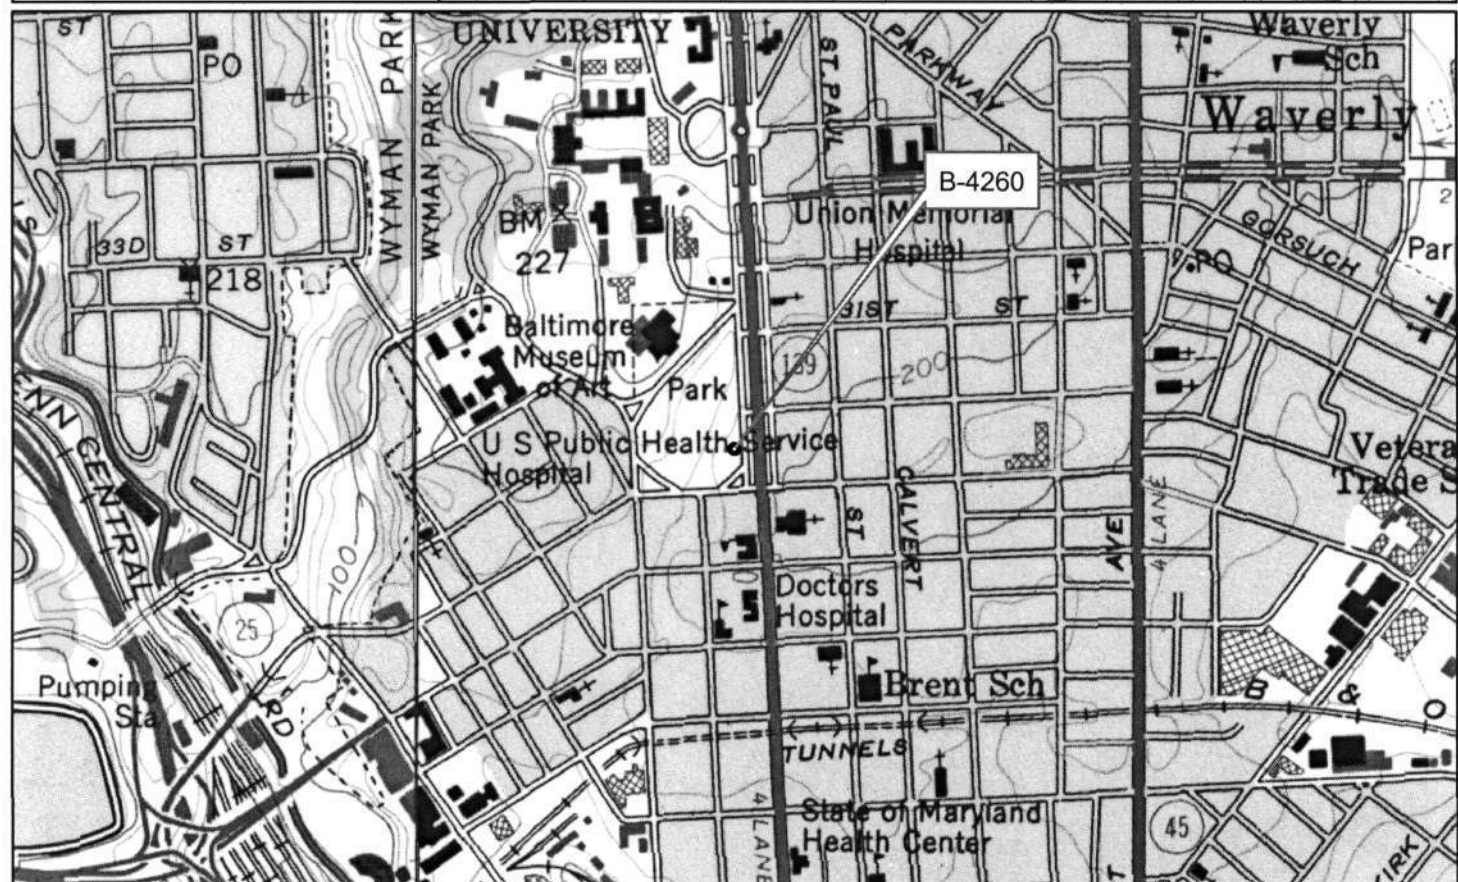 ST
PARK
UNIVERSITY
ST. PAUL
PARKWAY
Waverly
Sch
PO
Waverly
WYMAN
WYMAN PARK
B-4260
33D
ST
BM
227
218
Union Memorial
Hospital
GORSUCH
PO
Par
2
31ST
ST
Baltimore
Museum
of Art
Park
139
200
U S Public Health Service
Hospital
ENN CENTRAL
CALVERT
ST
AVE
4 LANE
Vetera
Trade S
100
25
Doctors
Hospital
Pumping
Sta
RD
Brent Sch
B & O
TUNNELS
4 LANE
State of Maryland
Health Center
45
KIRK
T